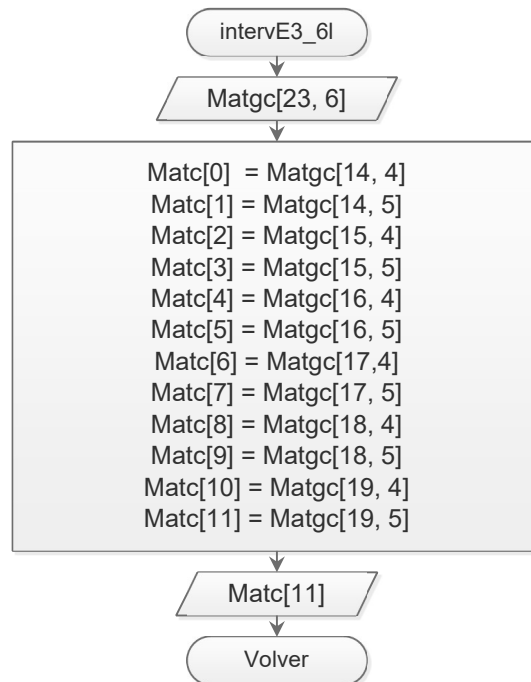 intervE3_6l
Matgc[23, 6]
Matc[0] = Matgc[14, 4]
Matc[1] = Matgc[14, 5]
Matc[2] = Matgc[15, 4]
Matc[3] = Matgc[15, 5]
Matc[4] = Matgc[16, 4]
Matc[5] = Matgc[16, 5]
Matc[6] = Matgc[17,4]
Matc[7] = Matgc[17, 5]
Matc[8] = Matgc[18, 4]
Matc[9] = Matgc[18, 5]
Matc[10] = Matgc[19, 4]
Matc[11] = Matgc[19, 5]
Matc[11]
Volver